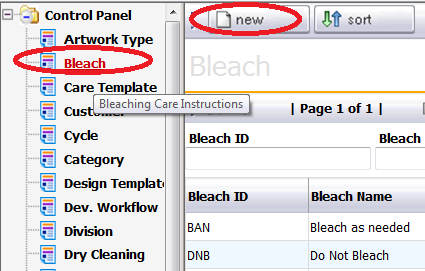 Control Panel
Artwork Type
Bleach
Care Template
Bleaching Care Instructions
Customer
Cycle
Category
Design Template
Dev. Workflow
Division
Dry Cleaning
new
sort
Bleach
| Page 1 of 1 |
Bleach ID Bleach
Bleach ID Bleach Name
BAN Bleach as needed
DNB Do Not Bleach